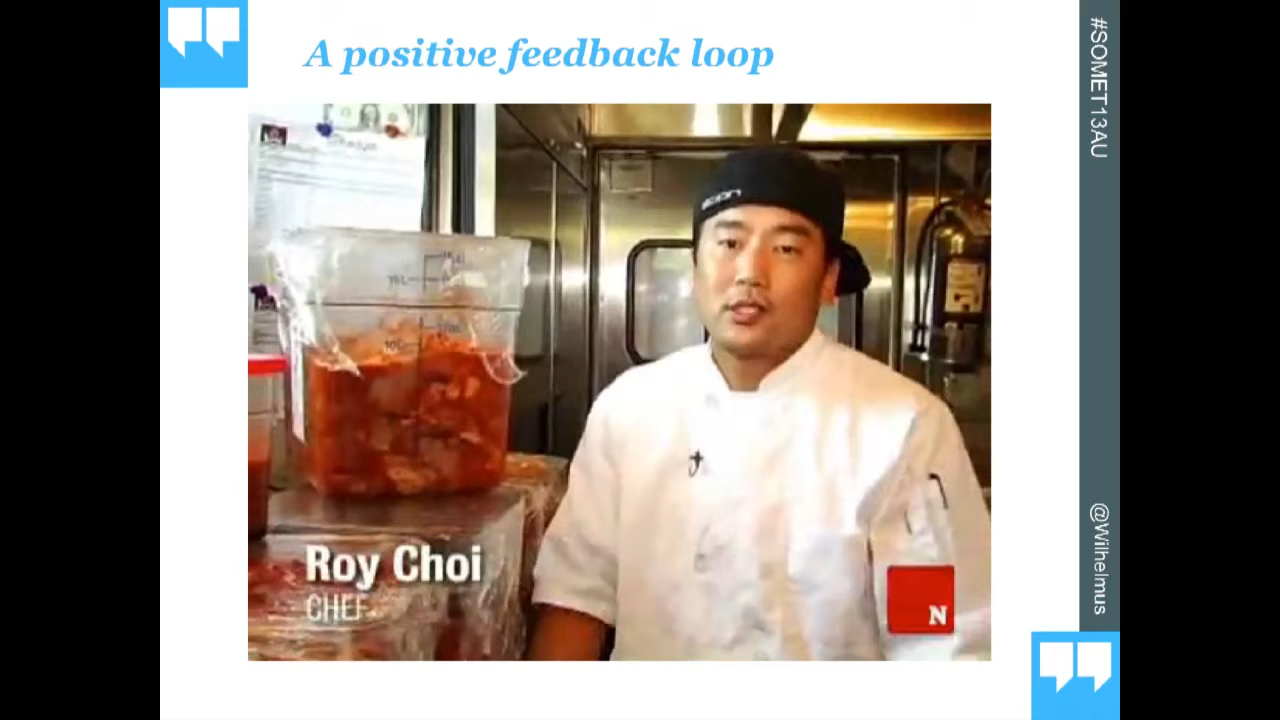 A positive feedback loop
#SOMET13AU
Roy Choi
CHEF
N
@Wilhelmus